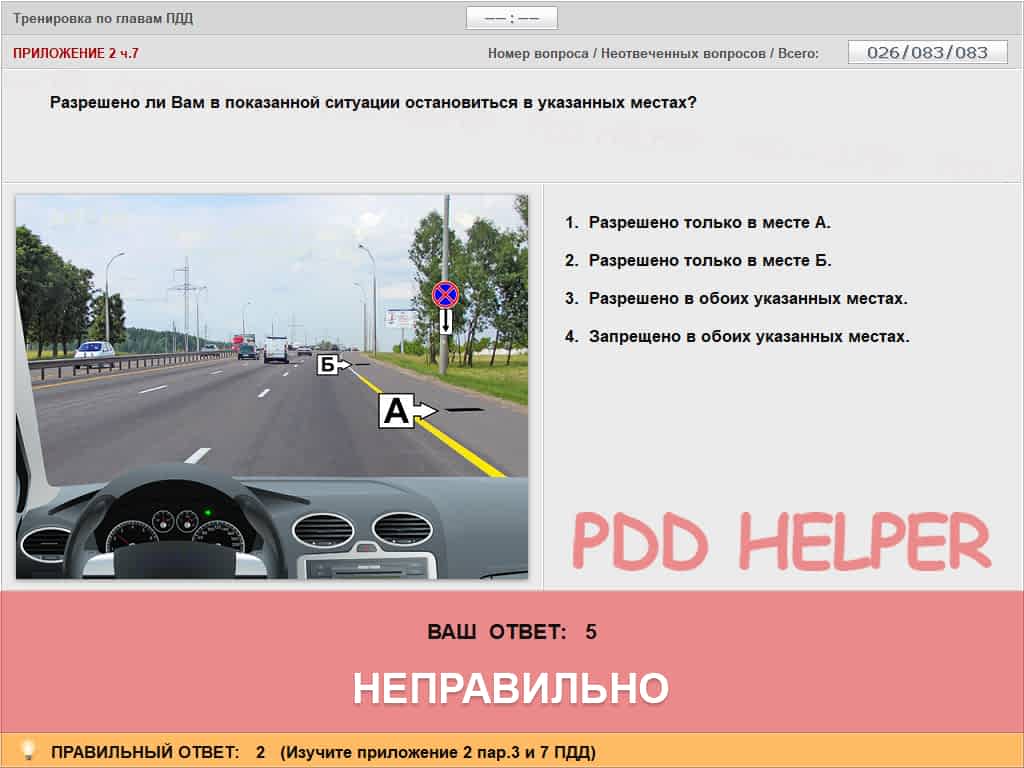 Тренировка по главам ПДД
−− : −−
ПРИЛОЖЕНИЕ 2 ч.7
Номер вопроса / Неотвеченных вопросов / Всего:
026/083/083
Разрешено ли Вам в показанной ситуации остановиться в указанных местах?
Б
А
1. Разрешено только в месте А.
2. Разрешено только в месте Б.
3. Разрешено в обоих указанных местах.
4. Запрещено в обоих указанных местах.
PDD HELPER
ВАШ ОТВЕТ: 5
НЕПРАВИЛЬНО
ПРАВИЛЬНЫЙ ОТВЕТ: 2 (Изучите приложение 2 пар.3 и 7 ПДД)